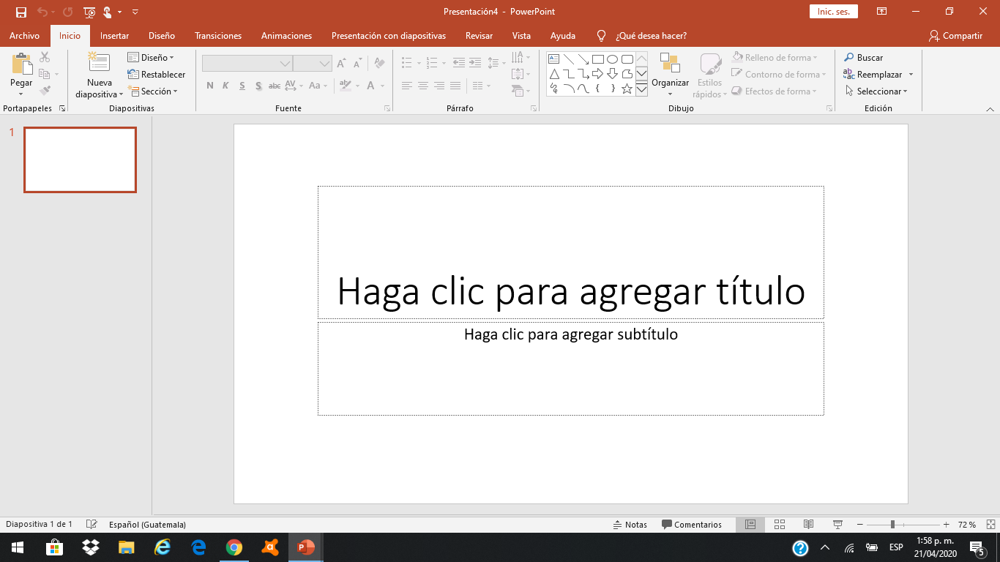 Presentación4 - PowerPoint
Inic. ses.
Archivo Inicio Insertar Diseño Transiciones Animaciones Presentación con diapositivas Revisar Vista Ayuda ¿Qué desea hacer? Compartir
Pegar
Portapapeles
Nueva diapositiva
Diseño
Restablecer
Sección
Diapositivas
N K S S abc AV Aa A
Fuente
Párrafo
Organizar
Estilos rápidos
Relleno de forma
Contorno de forma
Efectos de forma
Dibujo
Buscar
Reemplazar
Seleccionar
Edición
1
Haga clic para agregar título
Haga clic para agregar subtítulo
Diapositiva 1 de 1 Español (Guatemala) Notas Comentarios 72 %
ESP
1:58 p. m.
21/04/2020
5